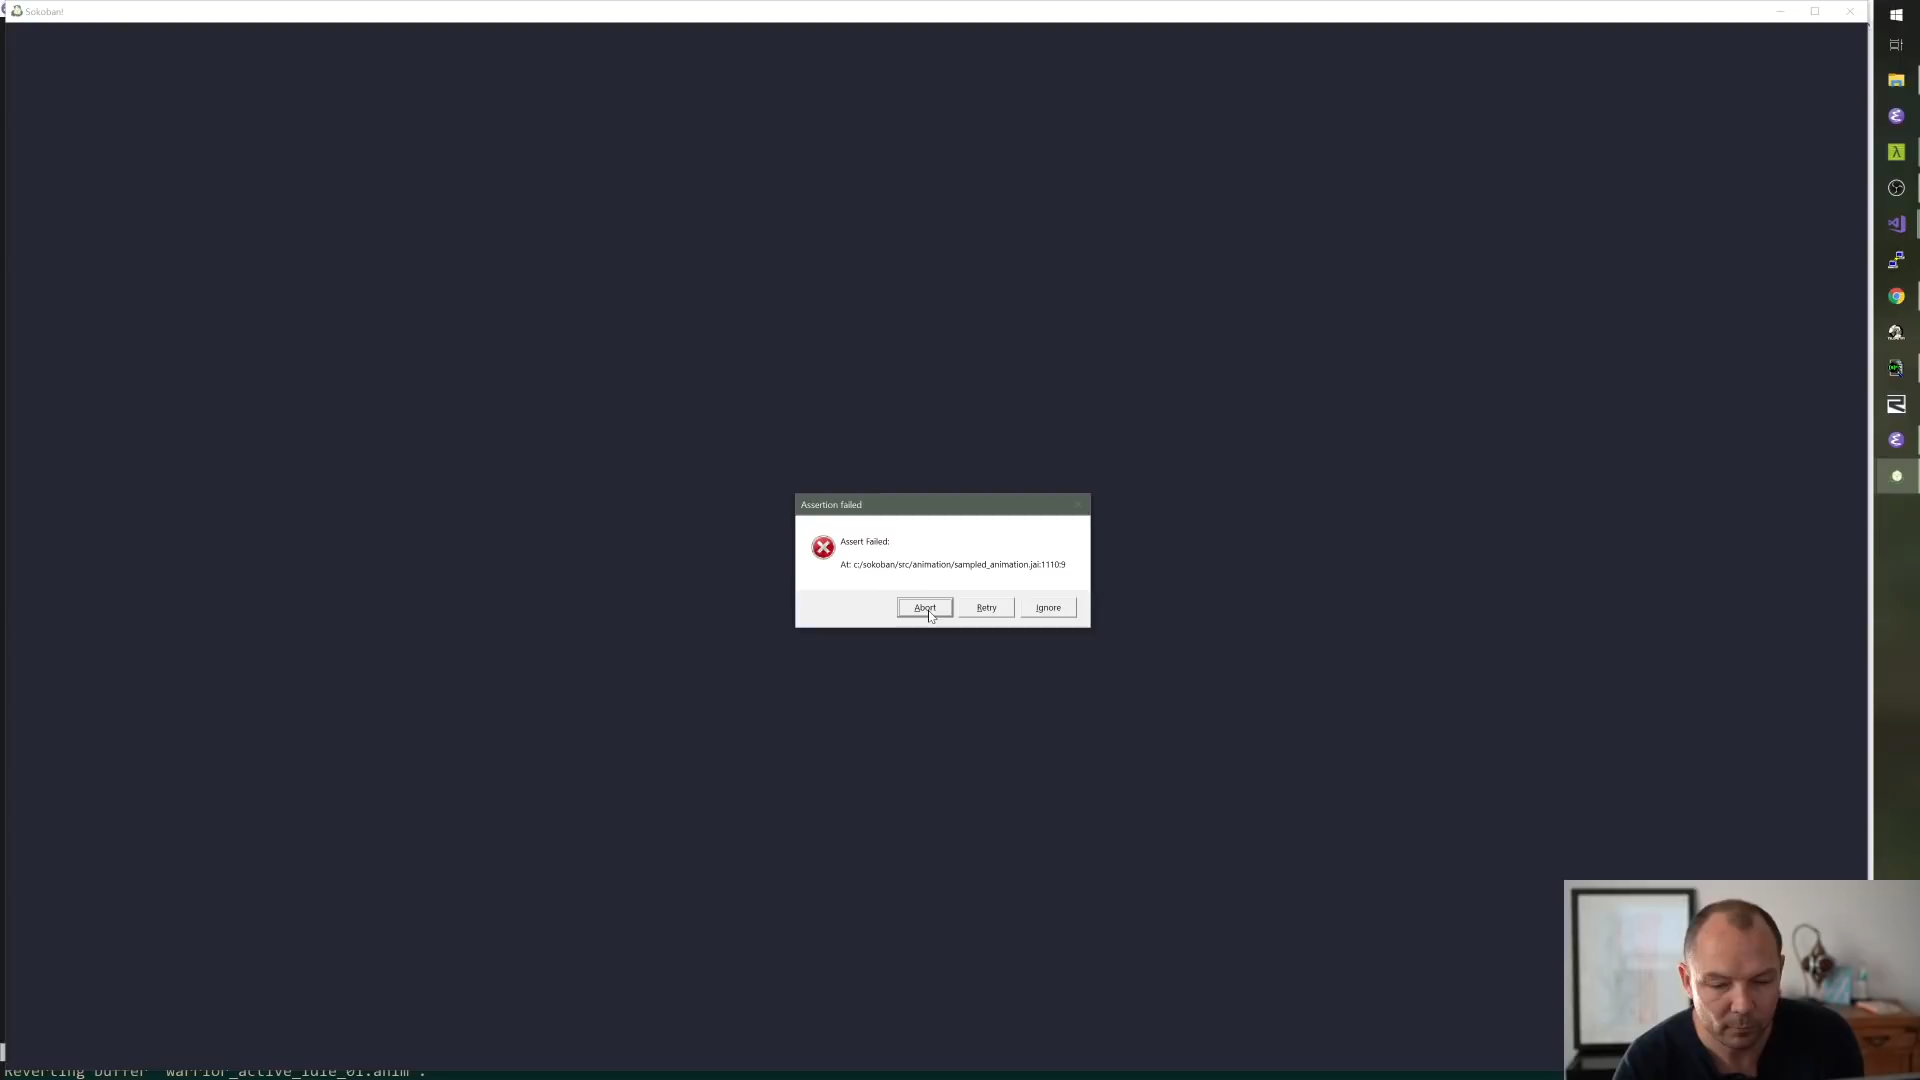 Sokoban!
Assertion failed
Assert Failed:
At: c:/sokoban/src/animation/sampled_animation.jai:1110:9
Abort
Retry
Ignore
Reverting buffer 'warrior_active_idle_01.anim'.